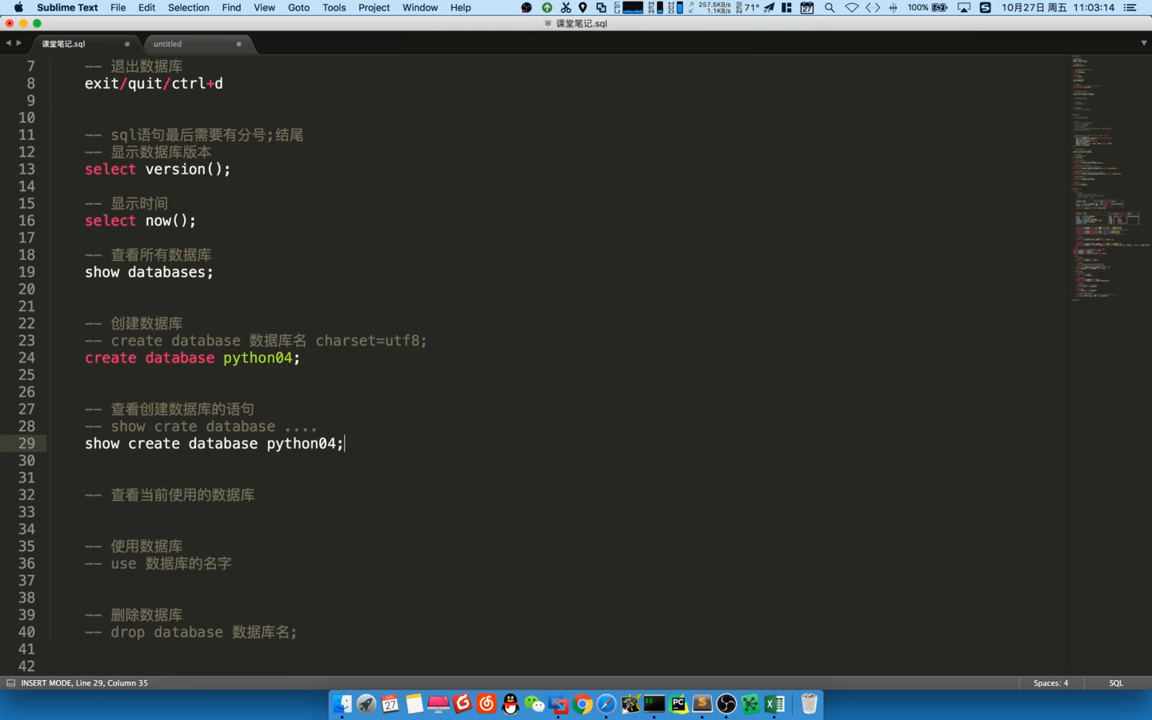 Sublime Text File Edit Selection Find View Goto Tools Project Window Help 257.6KB/s 1.1KB/s 71° 27 100% 10月27日 周五 11:03:14
课堂笔记.sql
课堂笔记.sql untitled
7 -- 退出数据库
8 exit/quit/ctrl+d
9
10
11 -- sql语句最后需要有分号;结尾
12 -- 显示数据库版本
13 select version();
14
15 -- 显示时间
16 select now();
17
18 -- 查看所有数据库
19 show databases;
20
21
22 -- 创建数据库
23 -- create database 数据库名 charset=utf8;
24 create database python04;
25
26
27 -- 查看创建数据库的语句
28 -- show crate database ....
29 show create database python04;
30
31
32 -- 查看当前使用的数据库
33
34
35 -- 使用数据库
36 -- use 数据库的名字
37
38
39 -- 删除数据库
40 -- drop database 数据库名;
41
42
INSERT MODE, Line 29, Column 35 Spaces: 4 SQL
27